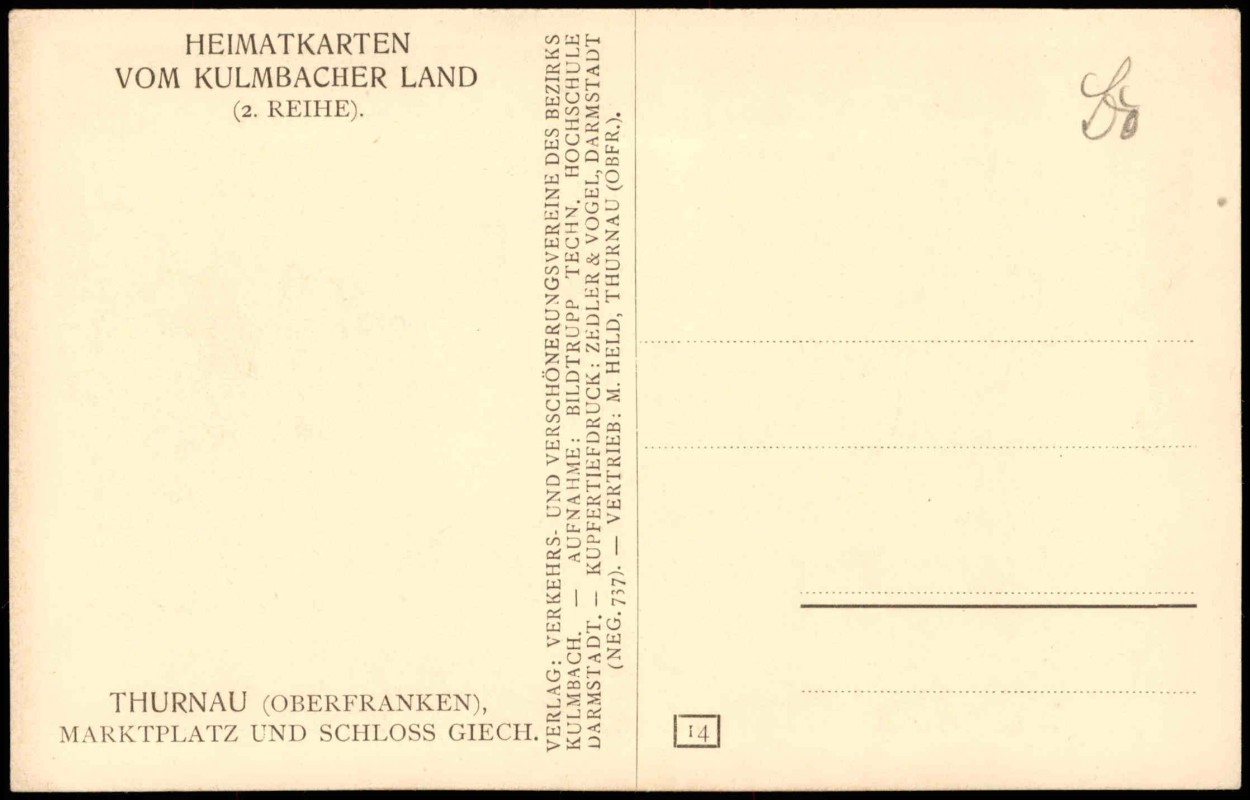 HEIMATKARTEN
VOM KULMBACHER LAND
(2. REIHE).
THURNAU (OBERFRANKEN),
MARKTPLATZ UND SCHLOSS GIECH.
VERLAG: VERKEHRS- UND VERSCHÖNERUNGSVEREINE DES BEZIRKS
KULMBACH. — AUFNAHME: BILDTRUPP TECHN. HOCHSCHULE
DARMSTADT. — KUPFERTIEFDRUCK: ZEDLER & VOGEL, DARMSTADT
(NEG. 737). — VERTRIEB: M. HELD, THURNAU (OBFR.).
14